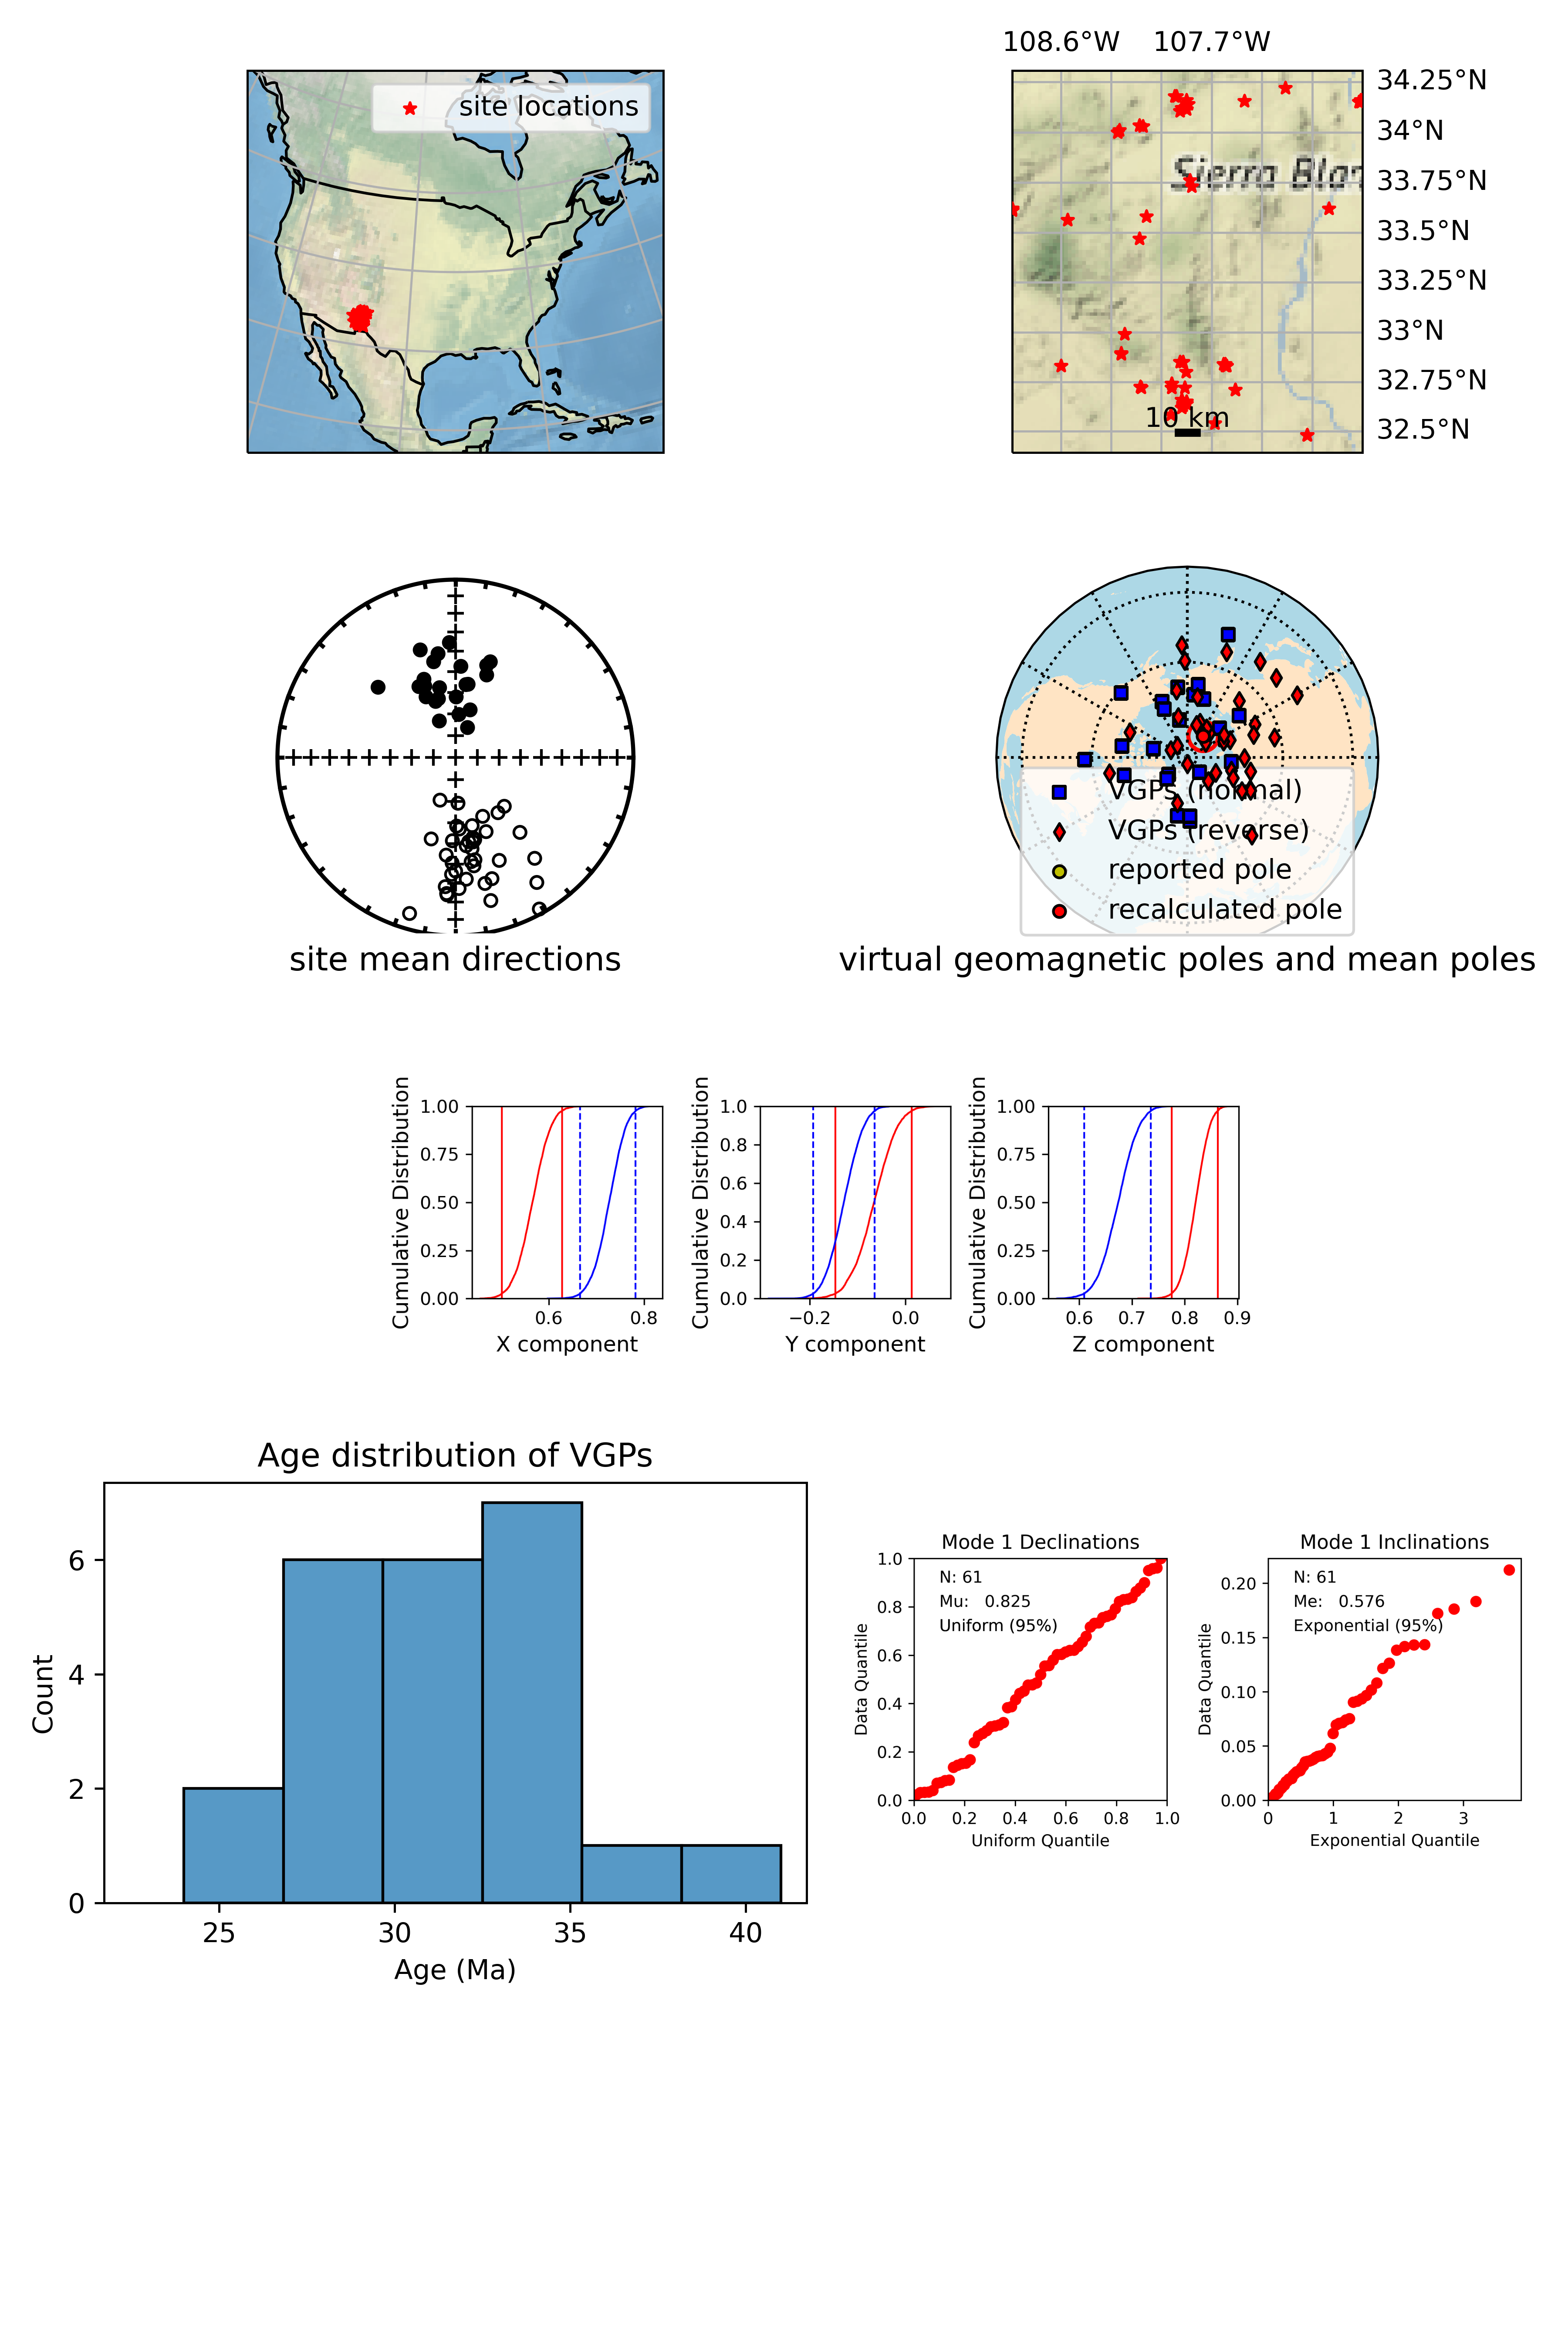 108.6°W 107.7°W
site locations
34.25°N
34°N
33.75°N
33.5°N
33.25°N
33°N
32.75°N
32.5°N
Sierra Blan
10 km
site mean directions
VGPs (normal)
VGPs (reverse)
reported pole
recalculated pole
virtual geomagnetic poles and mean poles
Cumulative Distribution
1.00
0.75
0.50
0.25
0.00
0.6 0.8
X component
Cumulative Distribution
1.0
0.8
0.6
0.4
0.2
0.0
−0.2 0.0
Y component
Cumulative Distribution
1.00
0.75
0.50
0.25
0.00
0.6 0.7 0.8 0.9
Z component
Age distribution of VGPs
Count
6
4
2
0
25 30 35 40
Age (Ma)
Mode 1 Declinations
N: 61
Mu: 0.825
Uniform (95%)
Data Quantile
1.0
0.8
0.6
0.4
0.2
0.0
0.0 0.2 0.4 0.6 0.8 1.0
Uniform Quantile
Mode 1 Inclinations
N: 61
Me: 0.576
Exponential (95%)
Data Quantile
0.20
0.15
0.10
0.05
0.00
0 1 2 3
Exponential Quantile